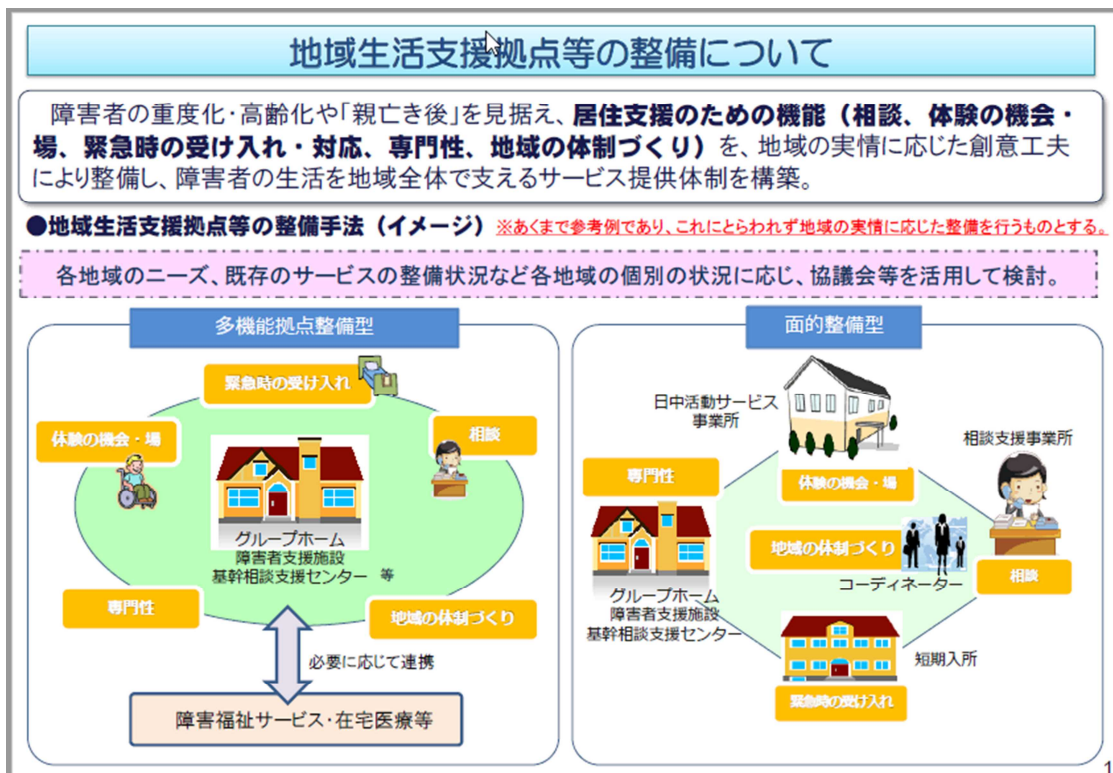 地域生活支援拠点等の整備について
障害者の重度化・高齢化や「親亡き後」を見据え、居住支援のための機能（相談、体験の機会・
場、緊急時の受け入れ・対応、専門性、地域の体制づくり）を、地域の実情に応じた創意工夫
により整備し、障害者の生活を地域全体で支えるサービス提供体制を構築。
●地域生活支援拠点等の整備手法（イメージ）※あくまで参考例であり、これにとらわれず地域の実情に応じた整備を行うものとする。
各地域のニーズ、既存のサービスの整備状況など各地域の個別の状況に応じ、協議会等を活用して検討。
多機能拠点整備型
緊急時の受け入れ
体験の機会・場
相談
グループホーム
障害者支援施設
基幹相談支援センター 等
専門性
地域の体制づくり
必要に応じて連携
障害福祉サービス・在宅医療等
面的整備型
日中活動サービス
事業所
相談支援事業所
専門性
体験の機会・場
地域の体制づくり
コーディネーター
相談
グループホーム
障害者支援施設
基幹相談支援センター
短期入所
緊急時の受け入れ
1